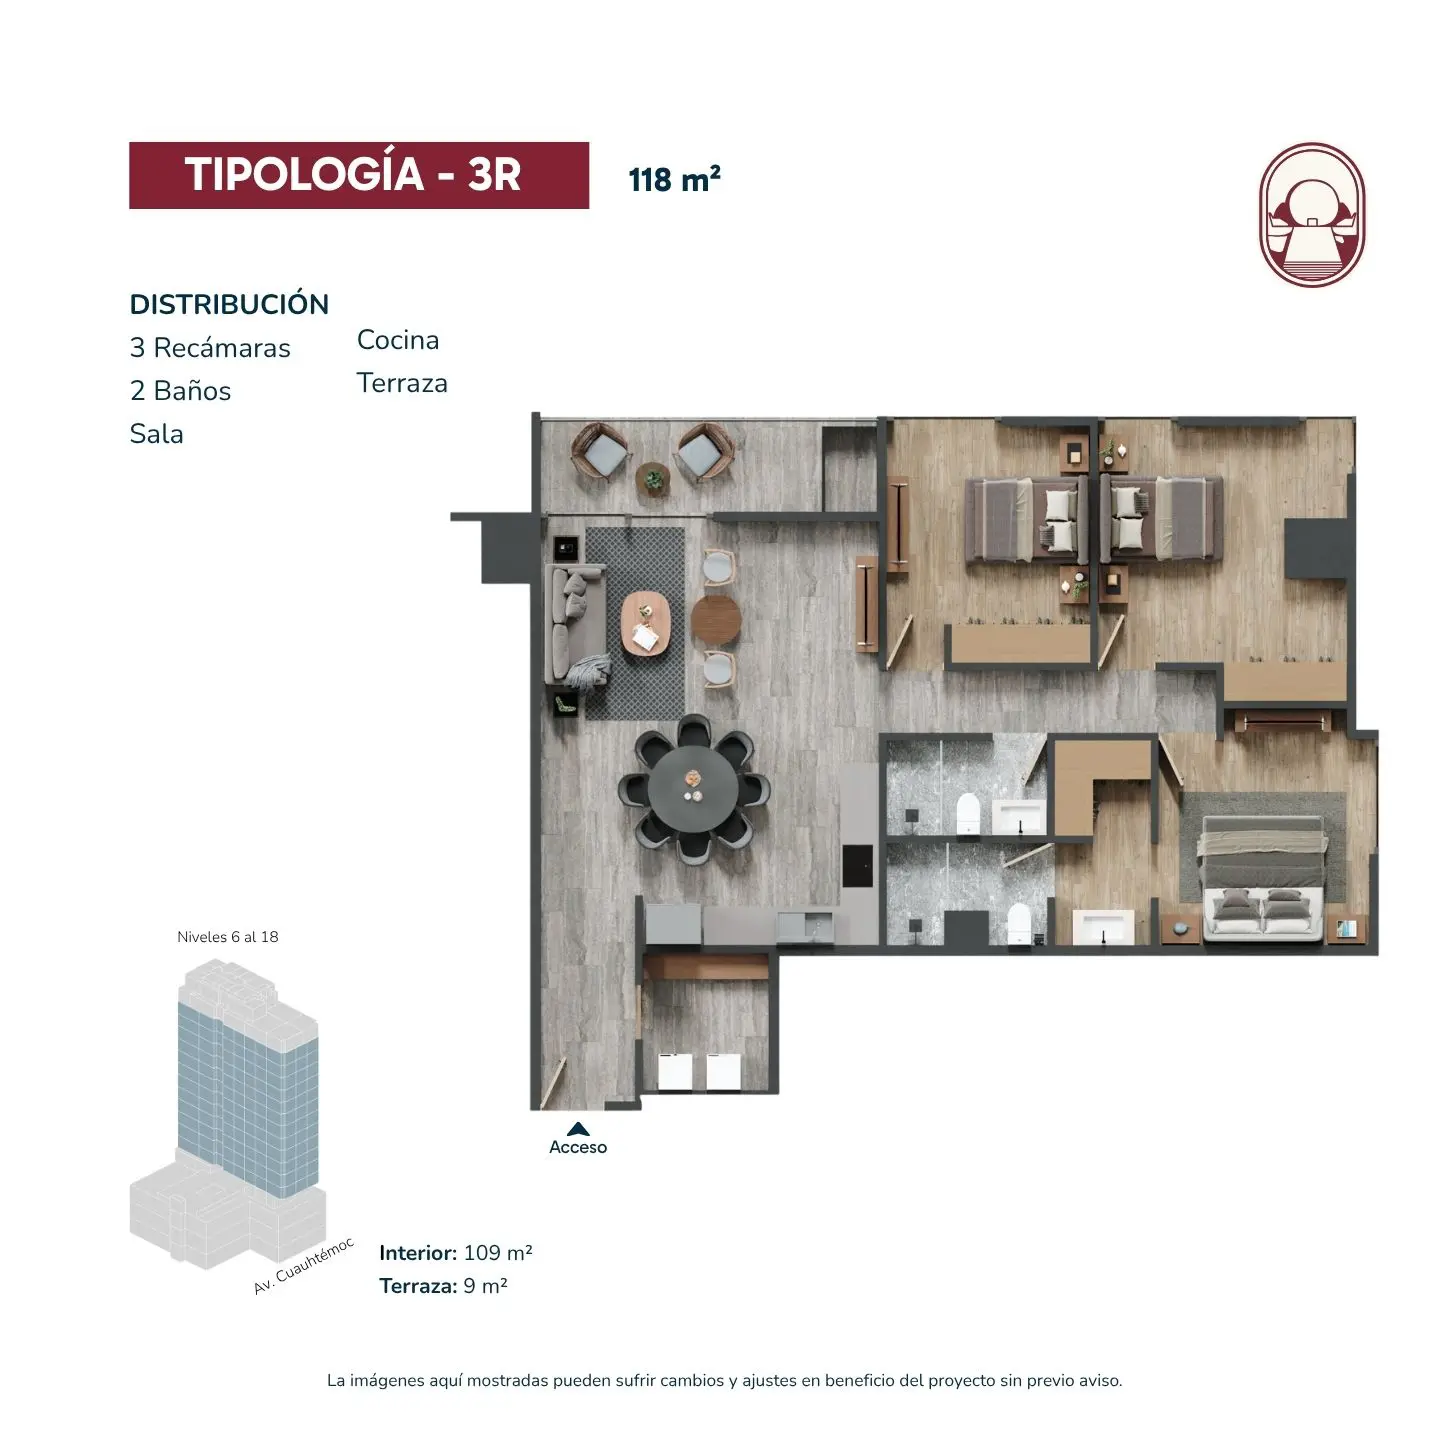 TIPOLOGÍA - 3R
118 m²
DISTRIBUCIÓN
3 Recámaras
2 Baños
Sala
Cocina
Terraza
Niveles 6 al 18
Acceso
Av. Cuauhtémoc
Interior: 109 m²
Terraza: 9 m²
La imágenes aquí mostradas pueden sufrir cambios y ajustes en beneficio del proyecto sin previo aviso.